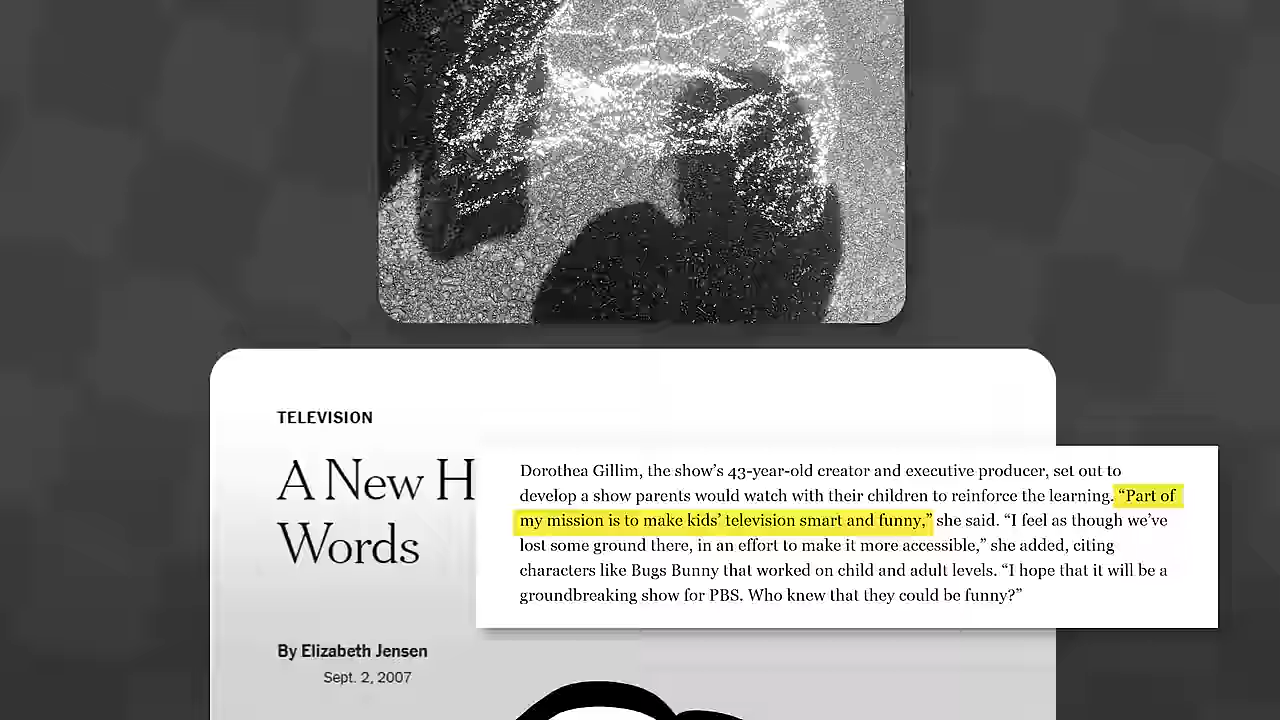 TELEVISION
A New H
Words
Dorothea Gillim, the show’s 43-year-old creator and executive producer, set out to
develop a show parents would watch with their children to reinforce the learning. “Part of
my mission is to make kids’ television smart and funny,” she said. “I feel as though we’ve
lost some ground there, in an effort to make it more accessible,” she added, citing
characters like Bugs Bunny that worked on child and adult levels. “I hope that it will be a
groundbreaking show for PBS. Who knew that they could be funny?”
By Elizabeth Jensen
Sept. 2, 2007